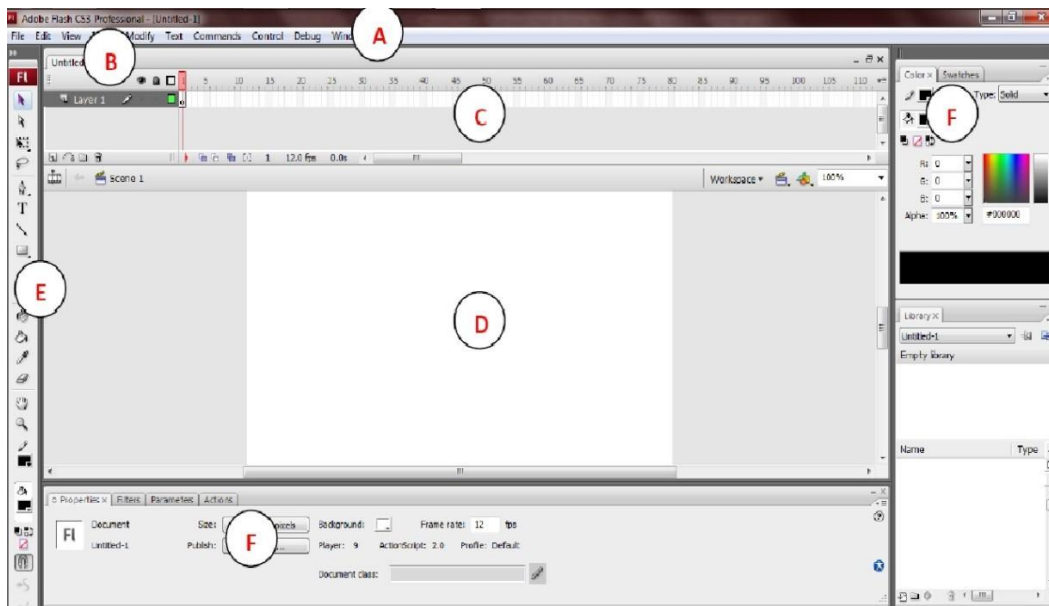 Adobe Flash CS3 Professional - [Untitled-1]
File Edit View Modify Text Commands Control Debug
A
B
Fl
5 10 15 20 25 30 35 40 45 50 55 60 65 70 75 80 85 90 95 100 105 110
Layer 1
C
1 12.0 fps 0.0s
Scene 1
Workspace 100%
D
E
Color Swatches
Type: Solid
F
R: 0
G: 0
B: 0
Alpha: 100% #000000
Library
Untitled-1
Empty library
Name Type
Properties Filters Parameters Actions
Fl
Document
Size: pixels Background: Frame rate: 12 fps
Untitled-1
Publish: ... Player: 9 ActionScript: 2.0 Profile: Default
F
Document class: